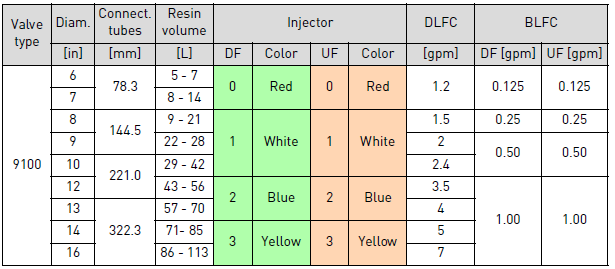 Valve type Diam. Connect. tubes Resin volume Injector DLFC BLFC
[in] [mm] [L] DF Color UF Color [gpm] DF [gpm] UF [gpm]
9100 6 78.3 5 - 7 0 Red 0 Red 1.2 0.125 0.125
7 8 - 14
8 144.5 9 - 21 1 White 1 White 1.5 0.25 0.25
9 22 - 28 2 0.50 0.50
10 221.0 29 - 42 2.4
12 43 - 56 2 Blue 2 Blue 3.5 1.00 1.00
13 322.3 57 - 70 4
14 71- 85 3 Yellow 3 Yellow 5
16 86 - 113 7